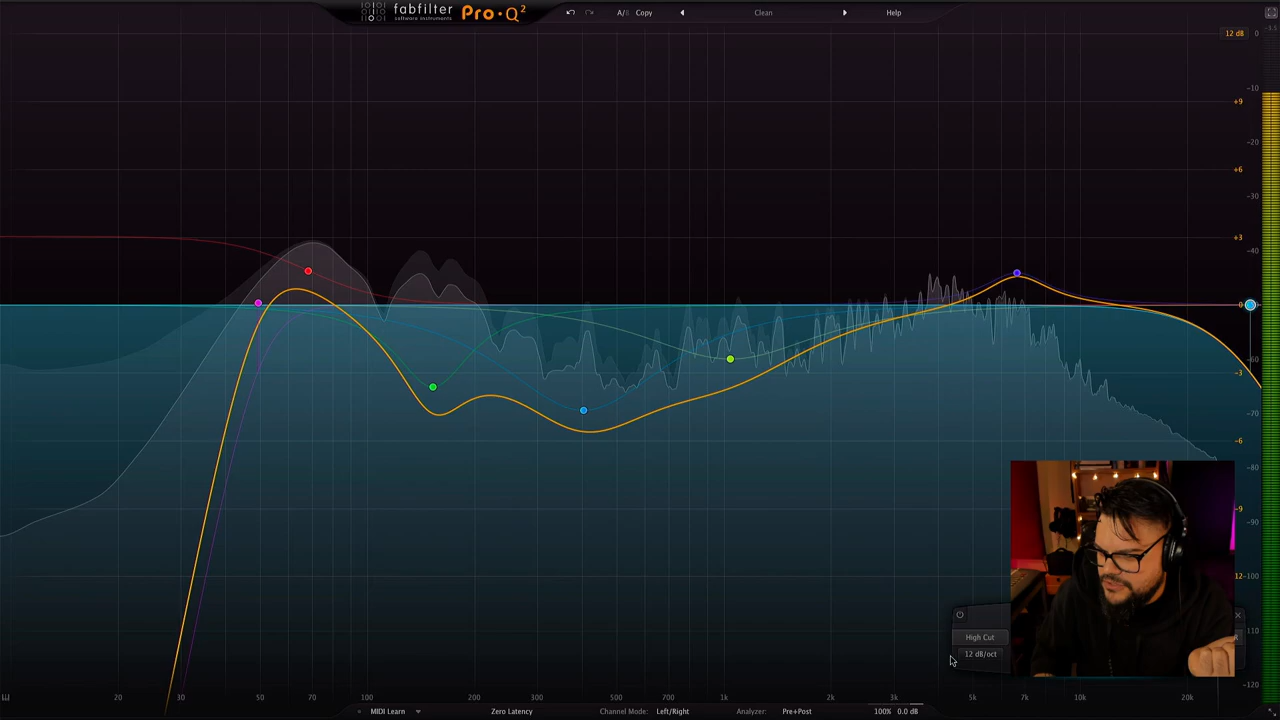 fabfilter Pro·Q² A/B Copy Clean Help
software instruments
12 dB 0
-10
+9
-20
+6
-30
+3
-40
0
-60
-3
-70
-6
-80
-9
-90
12 -100
High Cut
110
12 dB/oct
-120
20 30 50 70 100 200 300 500 700 1k 2k 3k 5k 7k 10k 20k
MIDI Learn Zero Latency Channel Mode: Left/Right Analyzer: Pre+Post 100% 0.0 dB